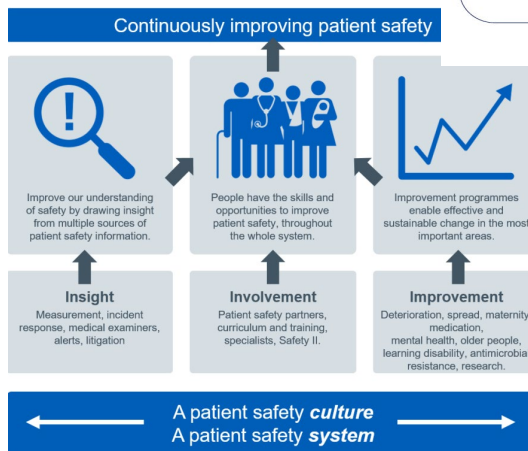 Continuously improving patient safety
!
Improve our understanding
of safety by drawing insight
from multiple sources of
patient safety information.
People have the skills and
opportunities to improve
patient safety, throughout
the whole system.
Improvement programmes
enable effective and
sustainable change in the most
important areas.
Insight
Measurement, incident
response, medical examiners,
alerts, litigation
Involvement
Patient safety partners,
curriculum and training,
specialists, Safety II.
Improvement
Deterioration, spread, maternity,
medication,
mental health, older people,
learning disability, antimicrobia
resistance, research.
A patient safety culture
A patient safety system